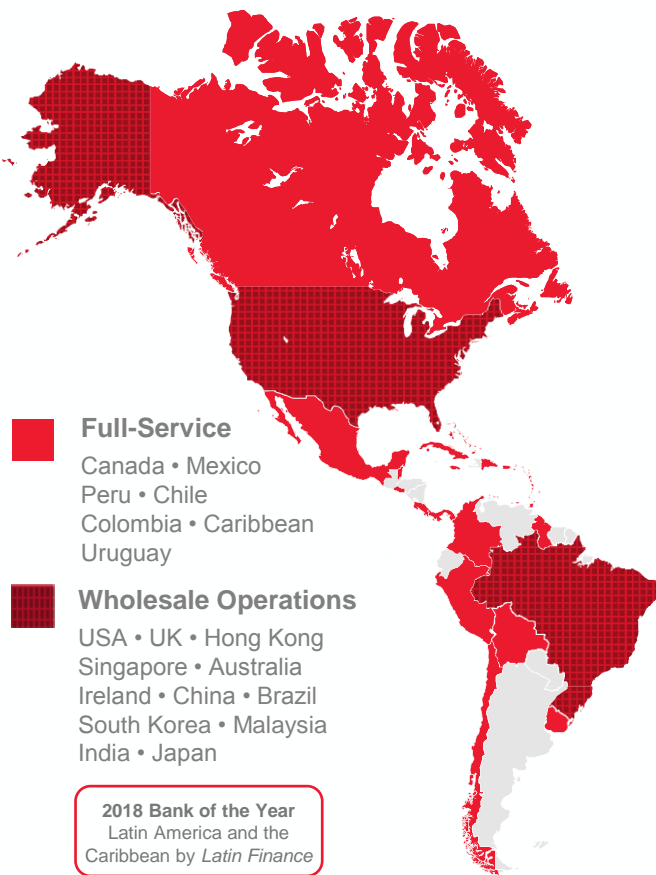 Full-Service
Canada • Mexico
Peru • Chile
Colombia • Caribbean
Uruguay
Wholesale Operations
USA • UK • Hong Kong
Singapore • Australia
Ireland • China • Brazil
South Korea • Malaysia
India • Japan
2018 Bank of the Year
Latin America and the
Caribbean by Latin Finance